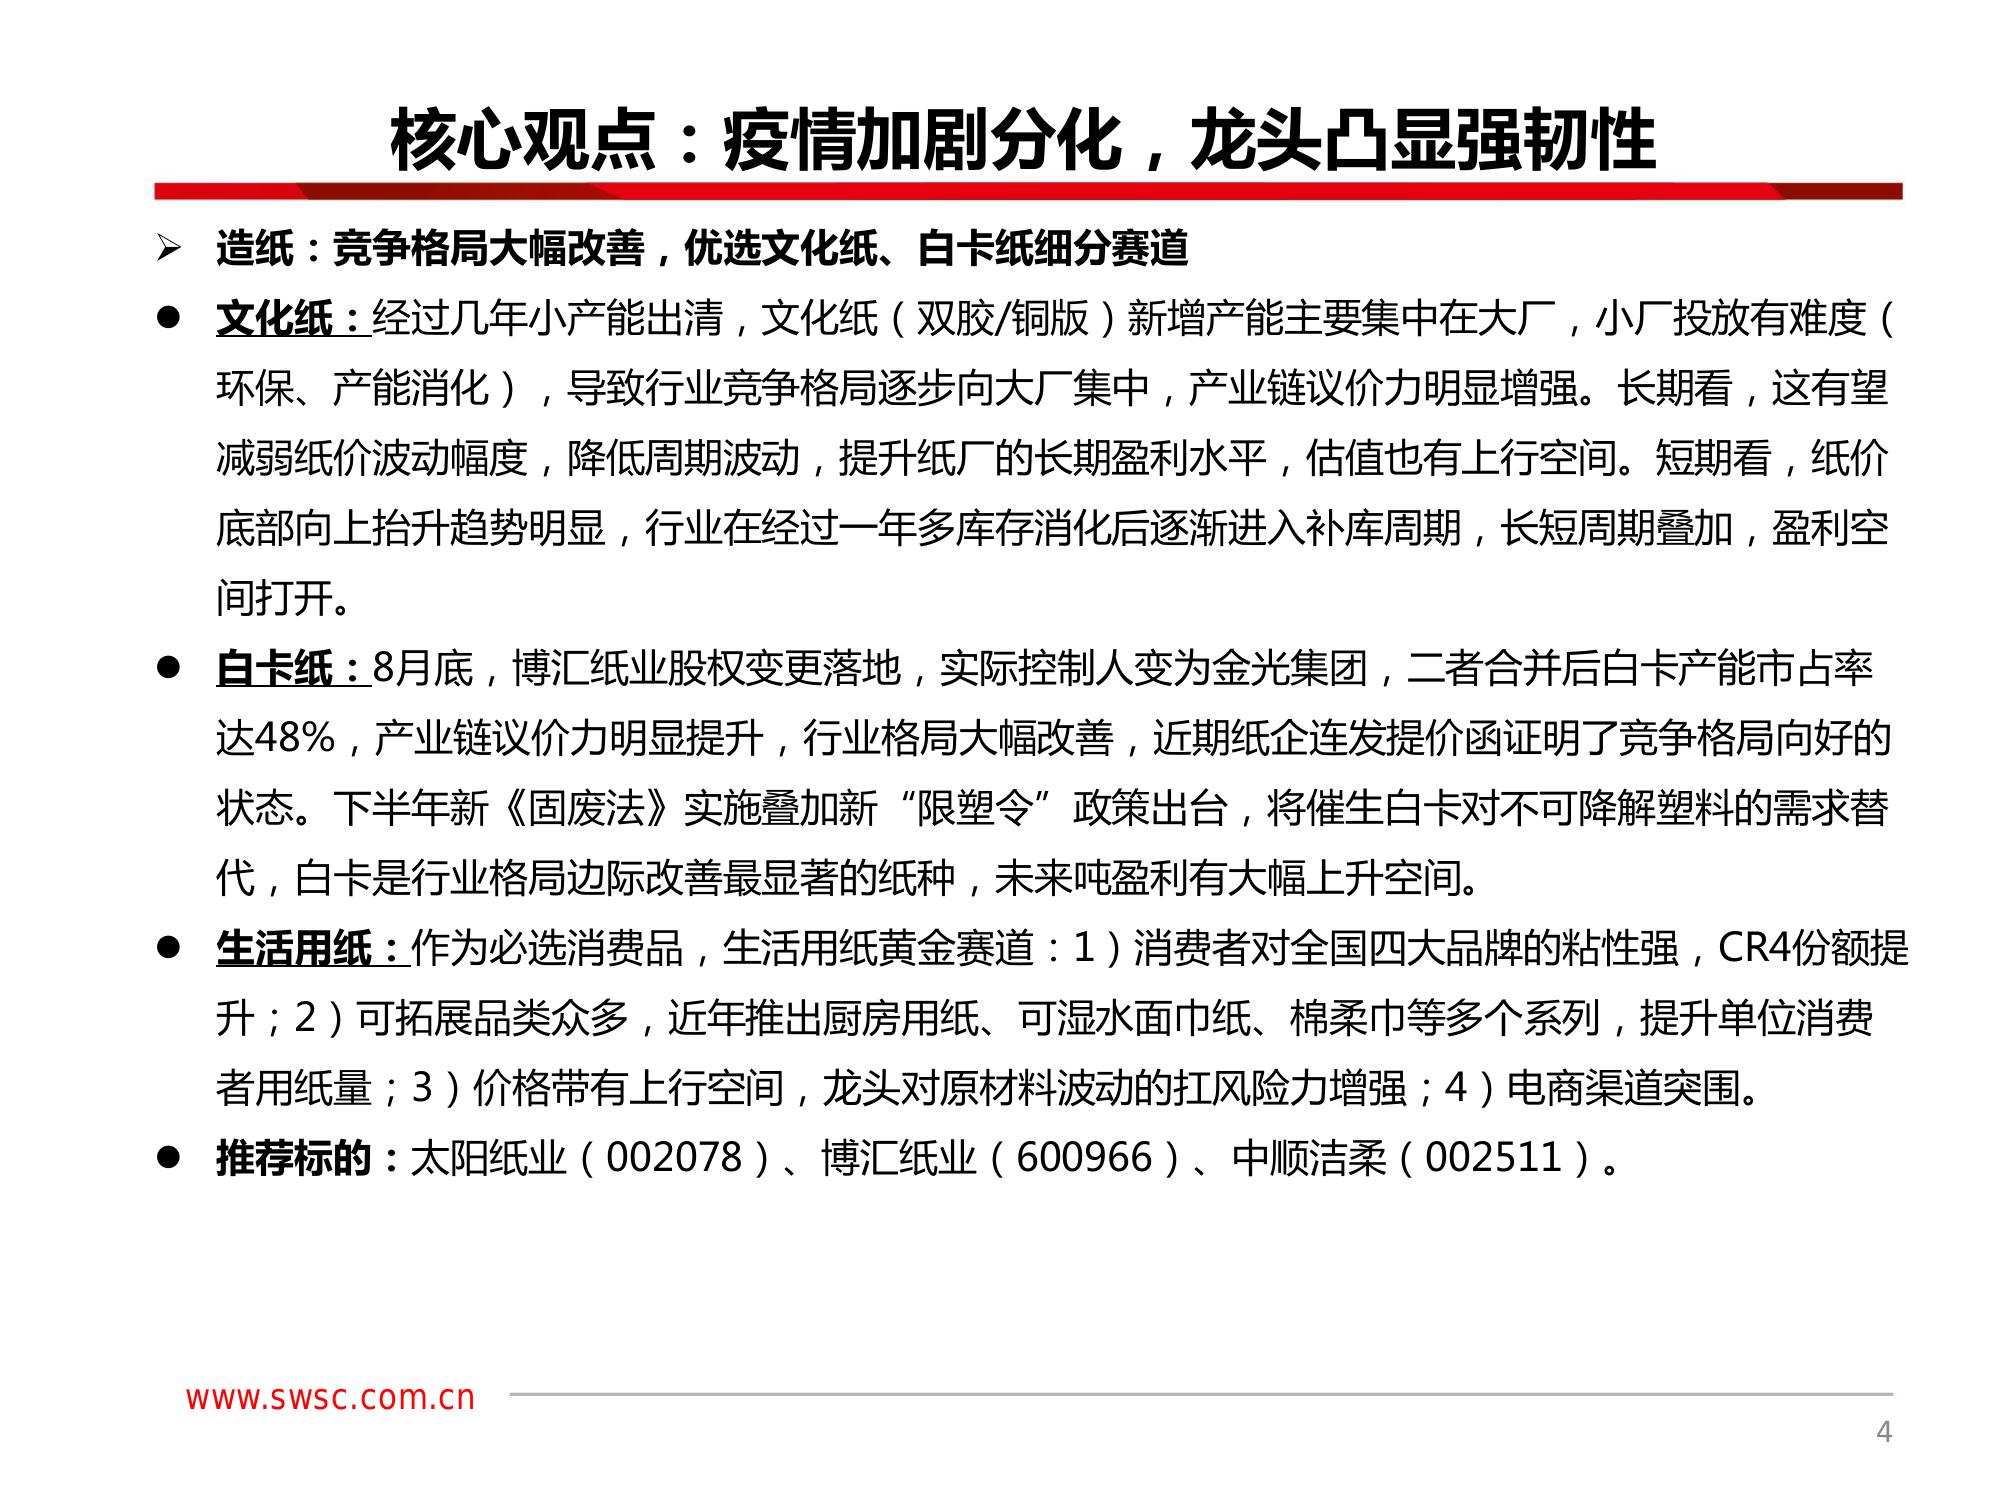 核心观点：疫情加剧分化，龙头凸显强韧性
造纸：竞争格局大幅改善，优选文化纸、白卡纸细分赛道
文化纸：经过几年小产能出清，文化纸（双胶/铜版）新增产能主要集中在大厂，小厂投放有难度（
环保、产能消化），导致行业竞争格局逐步向大厂集中，产业链议价力明显增强。长期看，这有望
减弱纸价波动幅度，降低周期波动，提升纸厂的长期盈利水平，估值也有上行空间。短期看，纸价
底部向上抬升趋势明显，行业在经过一年多库存消化后逐渐进入补库周期，长短周期叠加，盈利空
间打开。
白卡纸：8月底，博汇纸业股权变更落地，实际控制人变为金光集团，二者合并后白卡产能市占率
达48%，产业链议价力明显提升，行业格局大幅改善，近期纸企连发提价函证明了竞争格局向好的
状态。下半年新《固废法》实施叠加新“限塑令”政策出台，将催生白卡对不可降解塑料的需求替
代，白卡是行业格局边际改善最显著的纸种，未来吨盈利有大幅上升空间。
生活用纸：作为必选消费品，生活用纸黄金赛道：1）消费者对全国四大品牌的粘性强，CR4份额提
升；2）可拓展品类众多，近年推出厨房用纸、可湿水面巾纸、棉柔巾等多个系列，提升单位消费
者用纸量；3）价格带有上行空间，龙头对原材料波动的扛风险力增强；4）电商渠道突围。
推荐标的：太阳纸业（002078）、博汇纸业（600966）、中顺洁柔（002511）。
www.swsc.com.cn
4